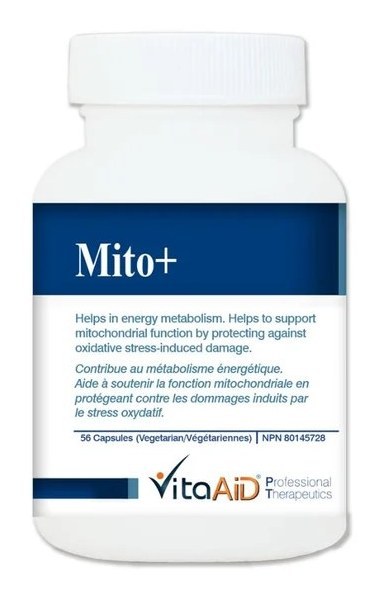 Mito+
Helps in energy metabolism. Helps to support
mitochondrial function by protecting against
oxidative stress-induced damage.
Contribue au métabolisme énergétique.
Aide à soutenir la fonction mitochondriale en
protégeant contre les dommages induits par
le stress oxydatif.
56 Capsules (Vegetarian/Végétariennes) | NPN 80145728
VitaAiD® Professional
Therapeutics